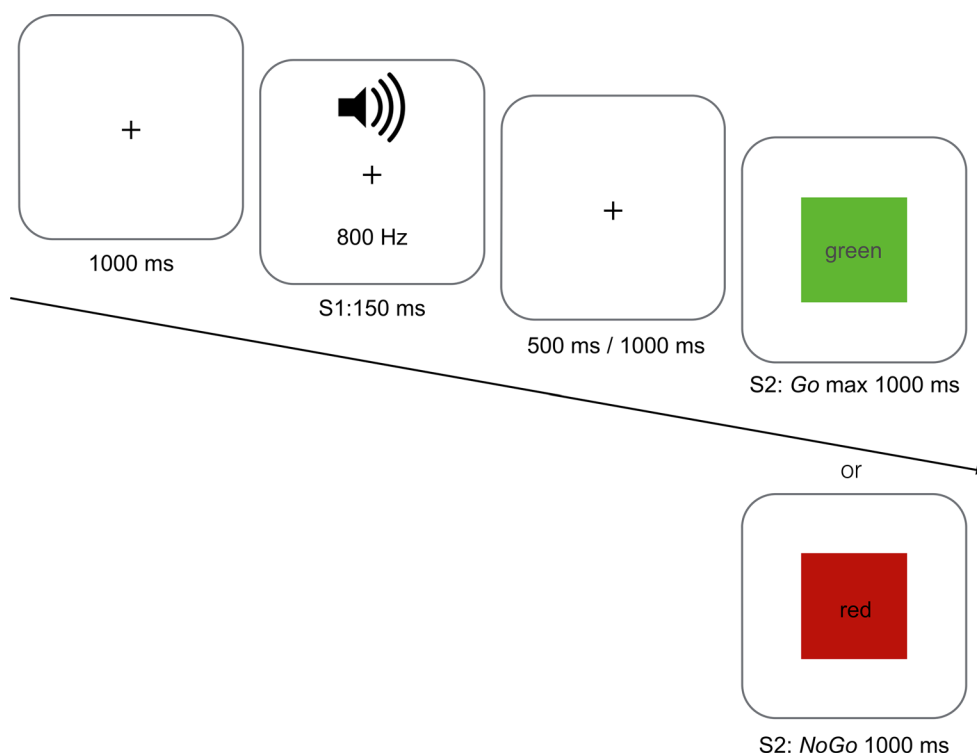 1000 ms
800 Hz
S1:150 ms
500 ms / 1000 ms
green
S2: Go max 1000 ms
or
red
S2: NoGo 1000 ms